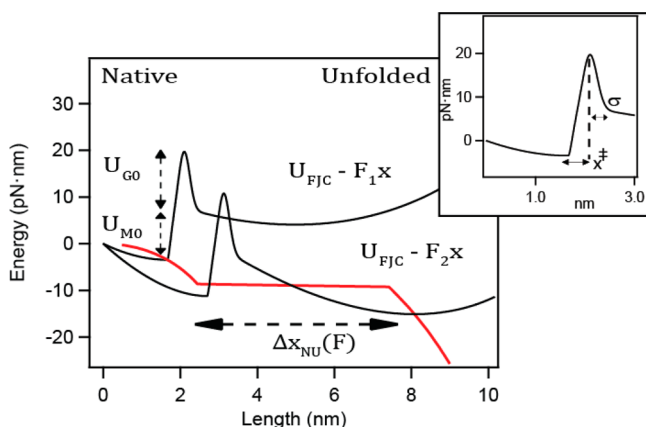 Native
Unfolded
30
20
10
0
-10
-20
Energy (pN·nm)
U_G0
U_M0
U_FJC - F_1x
U_FJC - F_2x
Δx_NU(F)
0
2
4
6
8
10
Length (nm)
20
10
0
pN·nm
σ
x‡
1.0
nm
3.0